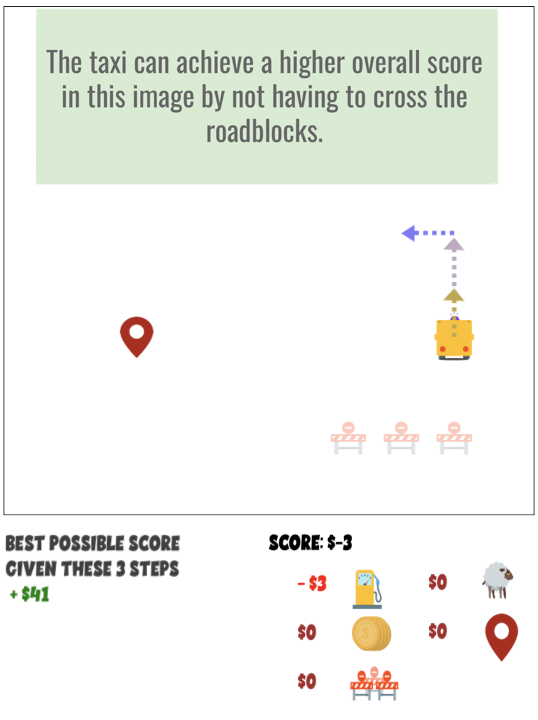 The taxi can achieve a higher overall score
in this image by not having to cross the
roadblocks.
BEST POSSIBLE SCORE
GIVEN THESE 3 STEPS
+ $41
SCORE: $-3
- $3
$0
$0
$0
$0